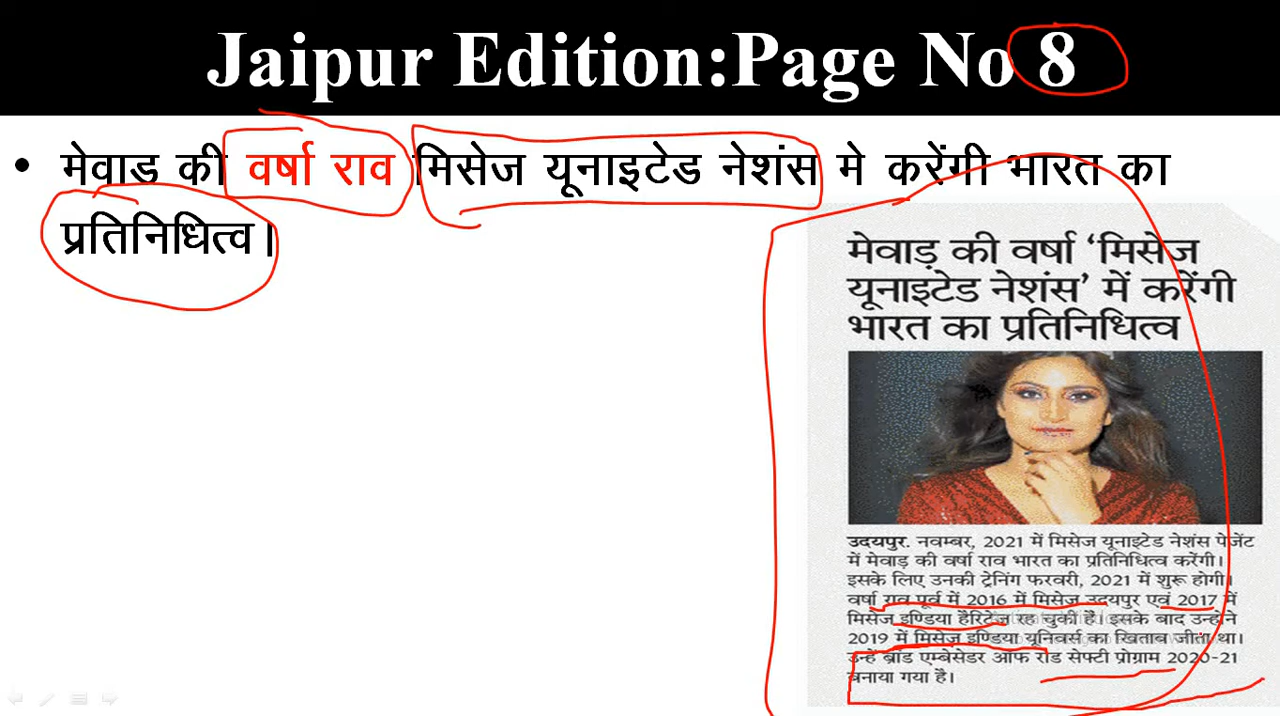 Jaipur Edition:Page No 8
• मेवाड की वर्षा राव मिसेज यूनाइटेड नेशंस मे करेंगी भारत का
प्रतिनिधित्व।
मेवाड़ की वर्षा ‘मिसेज
यूनाइटेड नेशंस’ में करेंगी
भारत का प्रतिनिधित्व
उदयपुर. नवम्बर, 2021 में मिसेज यूनाइटेड नेशंस पेजेंट
में मेवाड़ की वर्षा राव भारत का प्रतिनिधित्व करेंगी।
इसके लिए उनकी ट्रेनिंग फरवरी, 2021 में शुरू होगी।
वर्षा राव पूर्व में 2016 में मिसेज उदयपुर एवं 2017 में
मिसेज इण्डिया हैरिटेज रह चुकी है। इसके बाद उन्होने
2019 में मिसेज इण्डिया यूनिवर्स का खिताब जीता था।
उन्हें ब्रांड एम्बेसेडर ऑफ रोड सेफ्टी प्रोग्राम 2020-21
बनाया गया है।